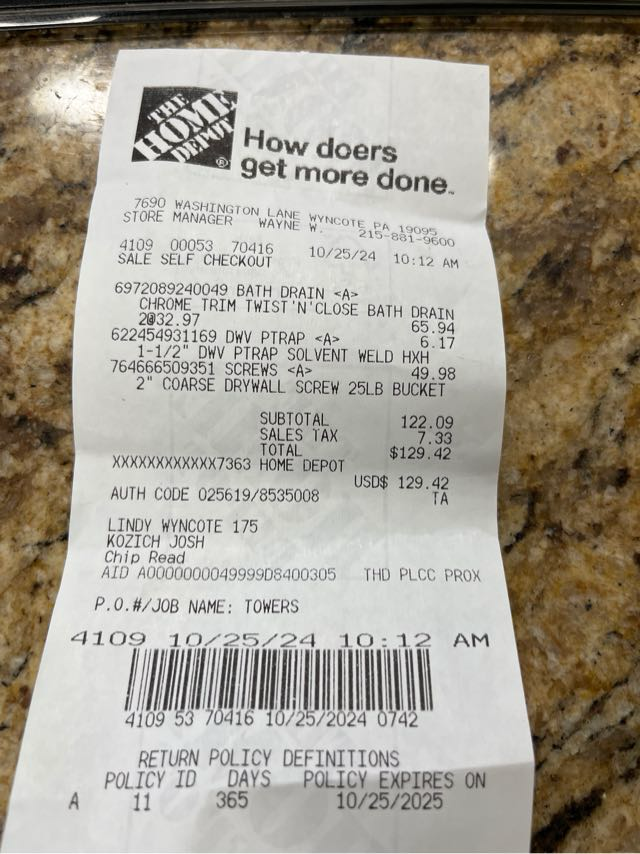 THE
HOME
DEPOT
®
How doers
get more done.™
7690 WASHINGTON LANE WYNCOTE PA 19095
STORE MANAGER WAYNE W. 215-881-9600
4109 00053 70416 10/25/24 10:12 AM
SALE SELF CHECKOUT
6972089240049 BATH DRAIN <A>
CHROME TRIM TWIST'N'CLOSE BATH DRAIN
2@32.97 65.94
622454931169 DWV PTRAP <A> 6.17
1-1/2" DWV PTRAP SOLVENT WELD HXH
764666509351 SCREWS <A> 49.98
2" COARSE DRYWALL SCREW 25LB BUCKET
SUBTOTAL 122.09
SALES TAX 7.33
TOTAL $129.42
XXXXXXXXXXXX7363 HOME DEPOT
USD$ 129.42
AUTH CODE 025619/8535008 TA
LINDY WYNCOTE 175
KOZICH JOSH
Chip Read
AID A0000000049999D8400305 THD PLCC PROX
P.O.#/JOB NAME: TOWERS
4109 10/25/24 10:12 AM
4109 53 70416 10/25/2024 0742
RETURN POLICY DEFINITIONS
POLICY ID DAYS POLICY EXPIRES ON
A 11 365 10/25/2025